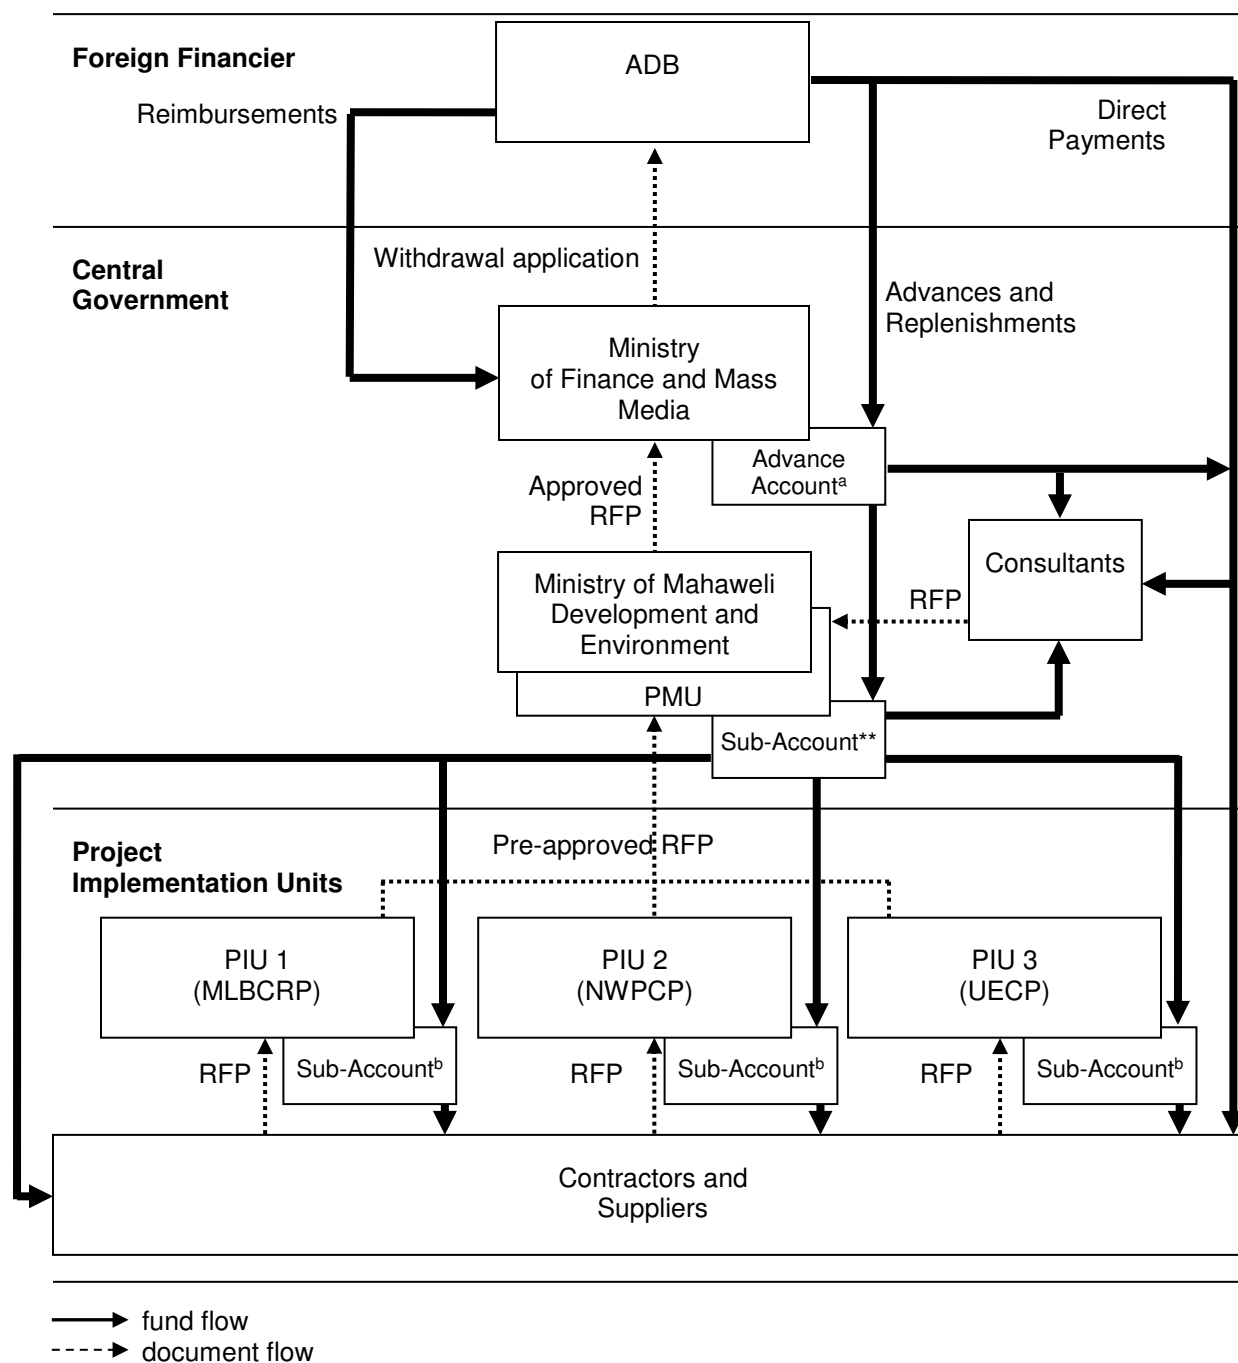 Foreign Financier
ADB
Reimbursements
Direct
Payments
Withdrawal application
Central
Government
Advances and
Replenishments
Ministry
of Finance and Mass
Media
Advance
Accountᵃ
Approved
RFP
Consultants
Ministry of Mahaweli
Development and
Environment
RFP
PMU
Sub-Account**
Pre-approved RFP
Project
Implementation Units
PIU 1
(MLBCRP)
PIU 2
(NWPCP)
PIU 3
(UECP)
RFP
Sub-Accountᵇ
RFP
Sub-Accountᵇ
RFP
Sub-Accountᵇ
Contractors and
Suppliers
fund flow
document flow